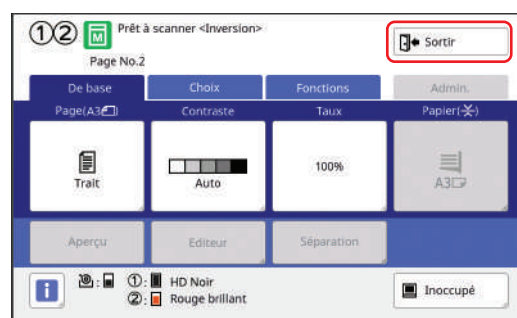 ①② M Prêt à scanner <Inversion>
Page No.2
Sortir
De base Choix Fonctions Admin.
Page(A3) Contraste Taux Papier()
Trait Auto 100% A3
Aperçu Editeur Séparation
i : ①: HD Noir
②: Rouge brillant
Inoccupé